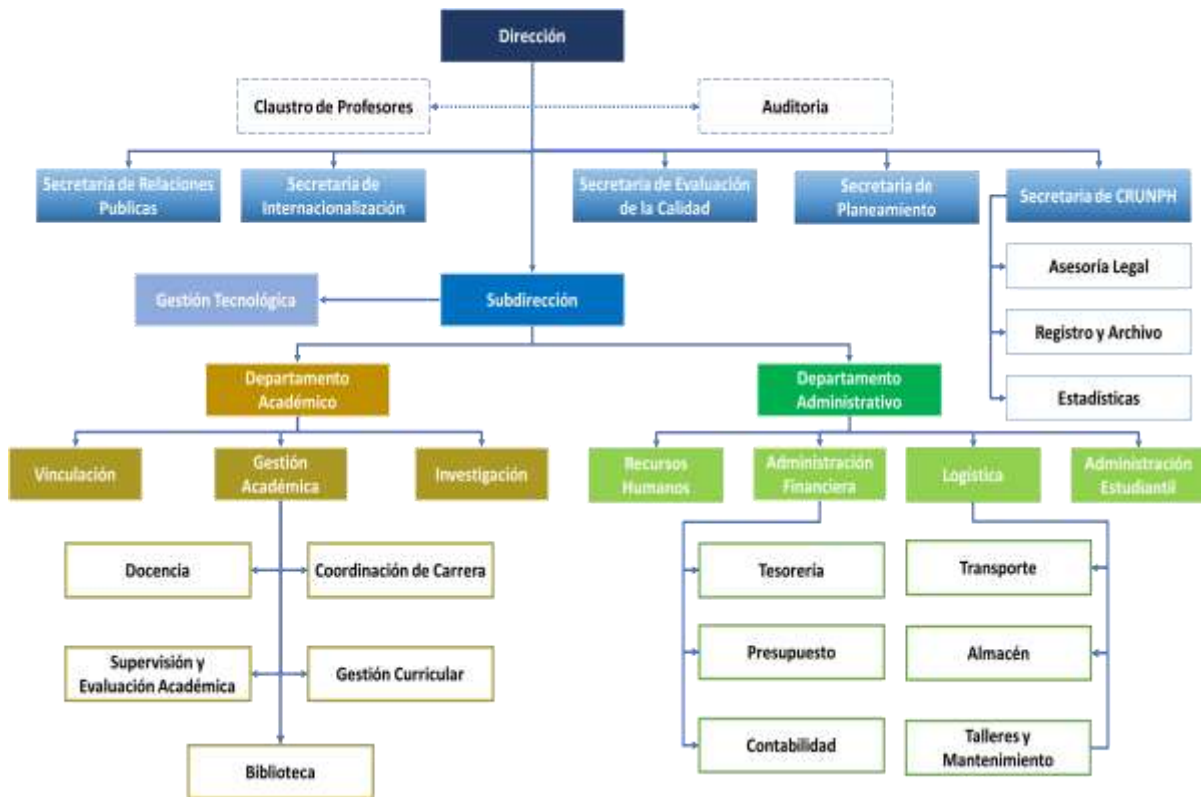 Dirección
Claustro de Profesores
Auditoria
Secretaria de Relaciones
Publicas
Secretaria de
Internacionalización
Secretaria de Evaluación
de la Calidad
Secretaria de
Planeamiento
Secretaria de CRUNPH
Asesoría Legal
Registro y Archivo
Estadísticas
Gestión Tecnológica
Subdirección
Departamento
Académico
Departamento
Administrativo
Vinculación
Gestión
Académica
Investigación
Recursos
Humanos
Administración
Financiera
Logística
Administración
Estudiantil
Docencia
Coordinación de Carrera
Tesorería
Transporte
Supervisión y
Evaluación Académica
Gestión Curricular
Presupuesto
Almacén
Biblioteca
Contabilidad
Talleres y
Mantenimiento